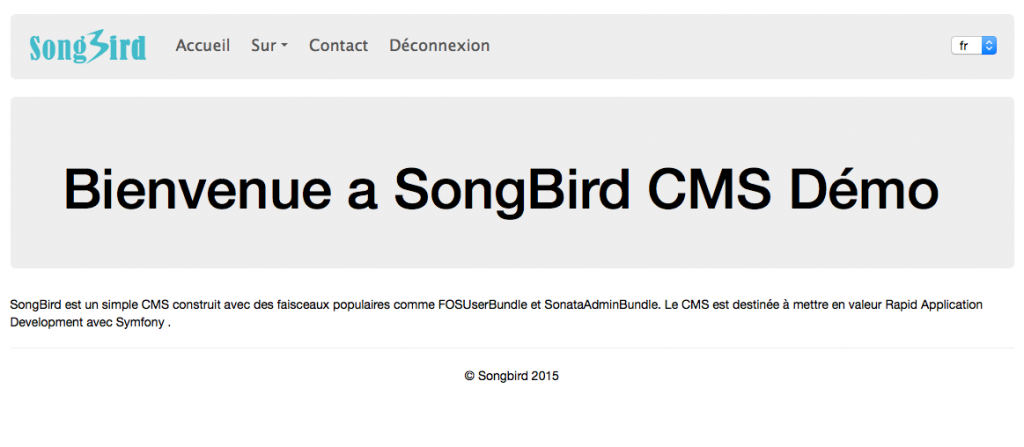 SongBird
Accueil Sur Contact Déconnexion
fr
Bienvenue a SongBird CMS Démo
SongBird est un simple CMS construit avec des faisceaux populaires comme FOSUserBundle et SonataAdminBundle. Le CMS est destinée à mettre en valeur Rapid Application
Development avec Symfony .
© Songbird 2015